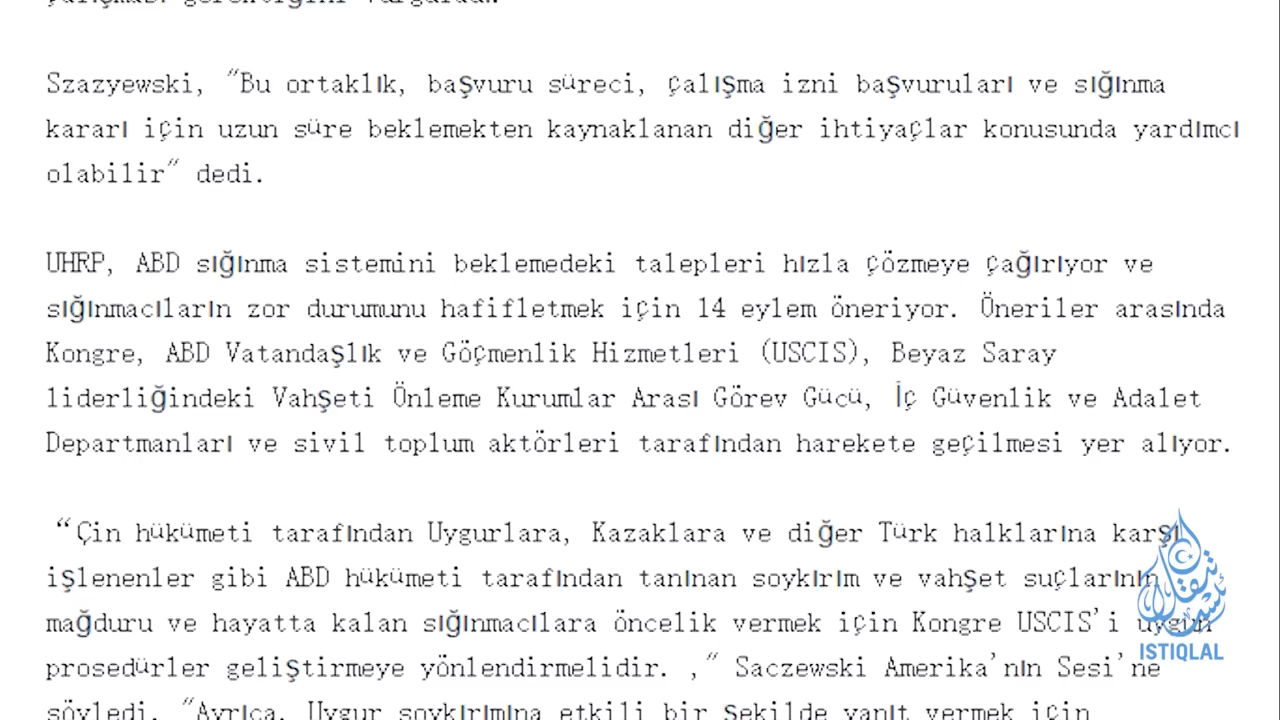 çalışması gerektiğini vurguladı.
Szazyewski, "Bu ortaklık, başvuru süreci, çalışma izni başvuruları ve sığınma
kararı için uzun süre beklemekten kaynaklanan diğer ihtiyaçlar konusunda yardımcı
olabilir" dedi.
UHRP, ABD sığınma sistemini beklemedeki talepleri hızla çözmeye çağırıyor ve
sığınmacıların zor durumunu hafifletmek için 14 eylem öneriyor. Öneriler arasında
Kongre, ABD Vatandaşlık ve Göçmenlik Hizmetleri (USCIS), Beyaz Saray
liderliğindeki Vahşeti Önleme Kurumlar Arası Görev Gücü, İç Güvenlik ve Adalet
Departmanları ve sivil toplum aktörleri tarafından harekete geçilmesi yer alıyor.
“Çin hükümeti tarafından Uygurlara, Kazaklara ve diğer Türk halklarına karşı
işlenenler gibi ABD hükümeti tarafından tanınan soykırım ve vahşet suçlarının
mağduru ve hayatta kalan sığınmacılara öncelik vermek için Kongre USCIS'i uygun
prosedürler geliştirmeye yönlendirmelidir. ," Saczewski Amerika'nın Sesi'ne
söyledi. "Ayrıca, Uygur soykırımına etkili bir şekilde yanıt vermek için
ISTIQLAL